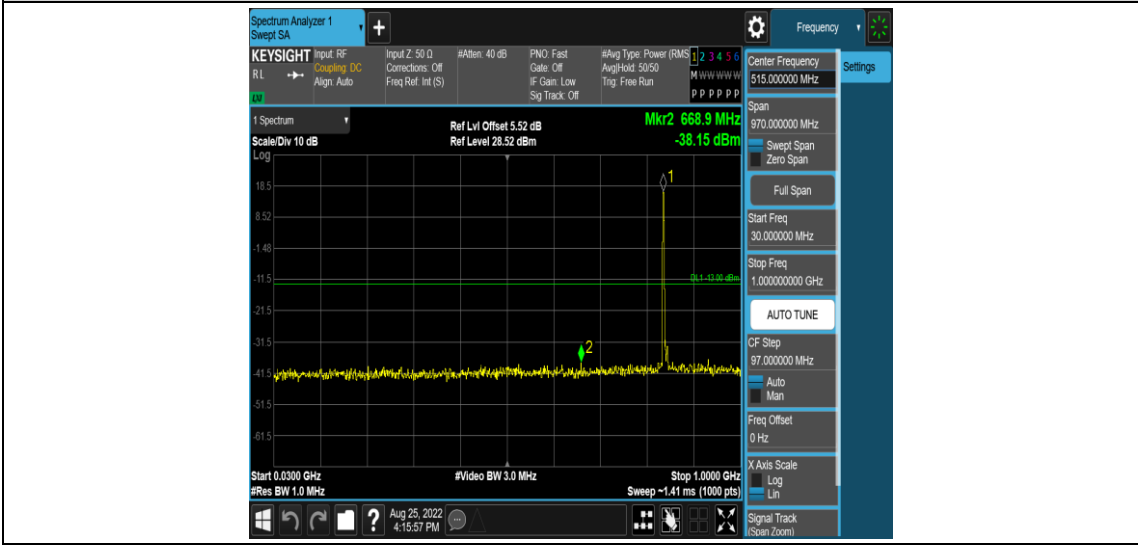 Spectrum Analyzer 1
Swept SA
+
Frequency
KEYSIGHT
RL
LXI
Input: RF
Coupling: DC
Align: Auto
Input Z: 50 Ω
Corrections: Off
Freq Ref: Int (S)
#Atten: 40 dB
PNO: Fast
Gate: Off
IF Gain: Low
Sig Track: Off
#Avg Type: Power (RMS
Avg|Hold: 50/50
Trig: Free Run
1 2 3 4 5 6
M W W W W W
P P P P P P
1 Spectrum
Scale/Div 10 dB
Log
Ref Lvl Offset 5.52 dB
Ref Level 28.52 dBm
Mkr2 668.9 MHz
-38.15 dBm
18.5
8.52
-1.48
-11.5
-21.5
-31.5
-41.5
-51.5
-61.5
1
DL1 -13.00 dBm
2
Start 0.0300 GHz
#Res BW 1.0 MHz
#Video BW 3.0 MHz
Stop 1.0000 GHz
Sweep ~1.41 ms (1000 pts)
?
Aug 25, 2022
4:15:57 PM
Center Frequency
515.000000 MHz
Settings
Span
970.000000 MHz
Swept Span
Zero Span
Full Span
Start Freq
30.000000 MHz
Stop Freq
1.000000000 GHz
AUTO TUNE
CF Step
97.000000 MHz
Auto
Man
Freq Offset
0 Hz
X Axis Scale
Log
Lin
Signal Track
(Span Zoom)